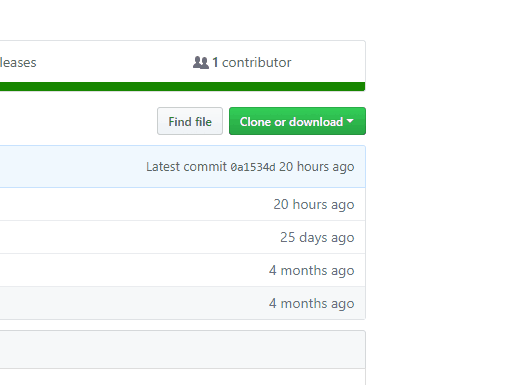 leases
1 contributor
Find file
Clone or download
Latest commit 0a1534d 20 hours ago
20 hours ago
25 days ago
4 months ago
4 months ago